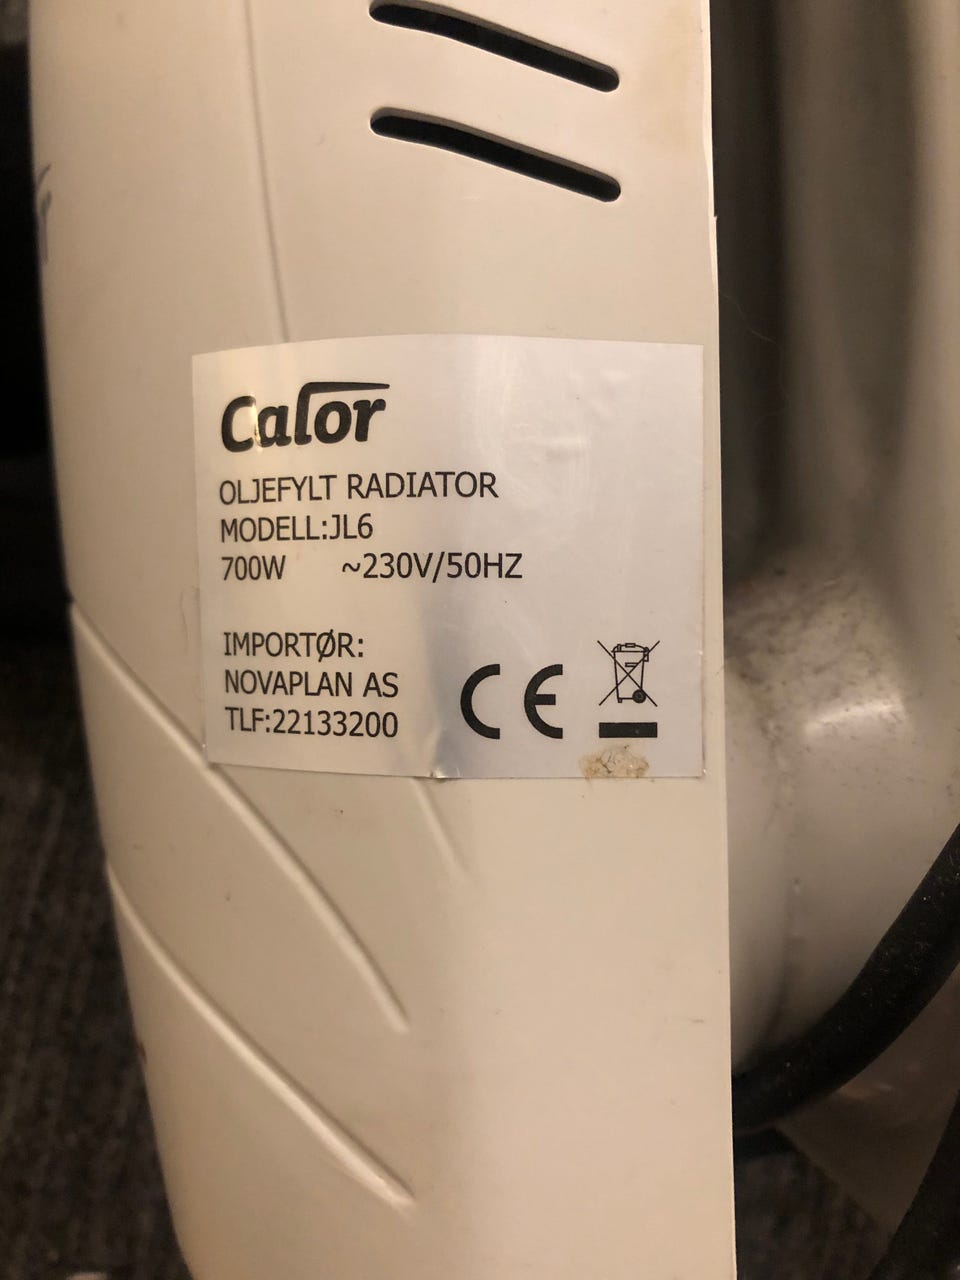 Calor
OLJEFYLT RADIATOR
MODELL:JL6
700W ~230V/50HZ
IMPORTØR:
NOVAPLAN AS
TLF:22133200
CE